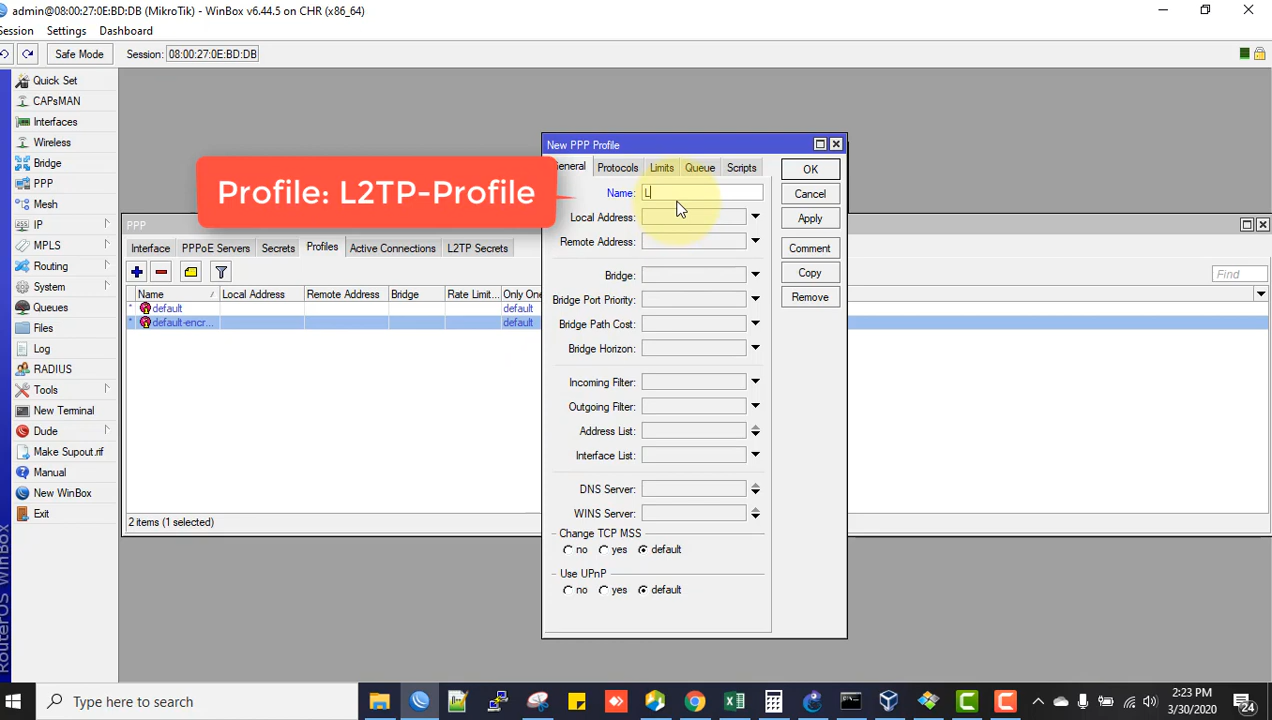 admin@08:00:27:0E:BD:DB (MikroTik) - WinBox v6.44.5 on CHR (x86_64)
Session Settings Dashboard
Safe Mode Session: 08:00:27:0E:BD:DB
Quick Set
CAPsMAN
Interfaces
Wireless
Bridge
PPP
Mesh
IP
MPLS
Routing
System
Queues
Files
Log
RADIUS
Tools
New Terminal
Dude
Make Supout.rif
Manual
New WinBox
Exit
RouterOS WinBox
Profile: L2TP-Profile
PPP
Interface PPPoE Servers Secrets Profiles Active Connections L2TP Secrets
Find
Name / Local Address Remote Address Bridge Rate Limit... Only One
* default default
* default-encr... default
2 items (1 selected)
New PPP Profile
General Protocols Limits Queue Scripts
Name: L
Local Address:
Remote Address:
Bridge:
Bridge Port Priority:
Bridge Path Cost:
Bridge Horizon:
Incoming Filter:
Outgoing Filter:
Address List:
Interface List:
DNS Server:
WINS Server:
Change TCP MSS
no yes default
Use UPnP
no yes default
OK
Cancel
Apply
Comment
Copy
Remove
Type here to search
2:23 PM
3/30/2020
24